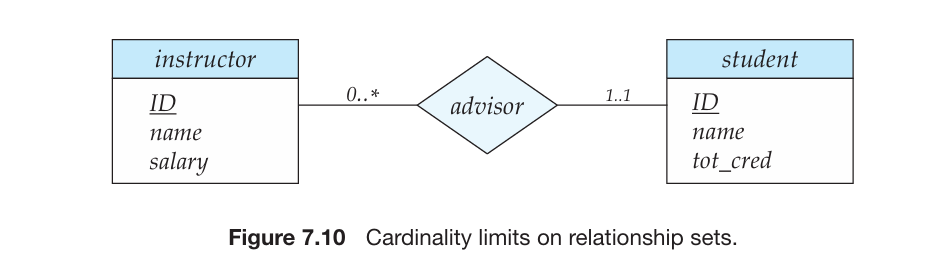 instructor
ID
name
salary
0..*
advisor
1..1
student
ID
name
tot_cred
Figure 7.10 Cardinality limits on relationship sets.